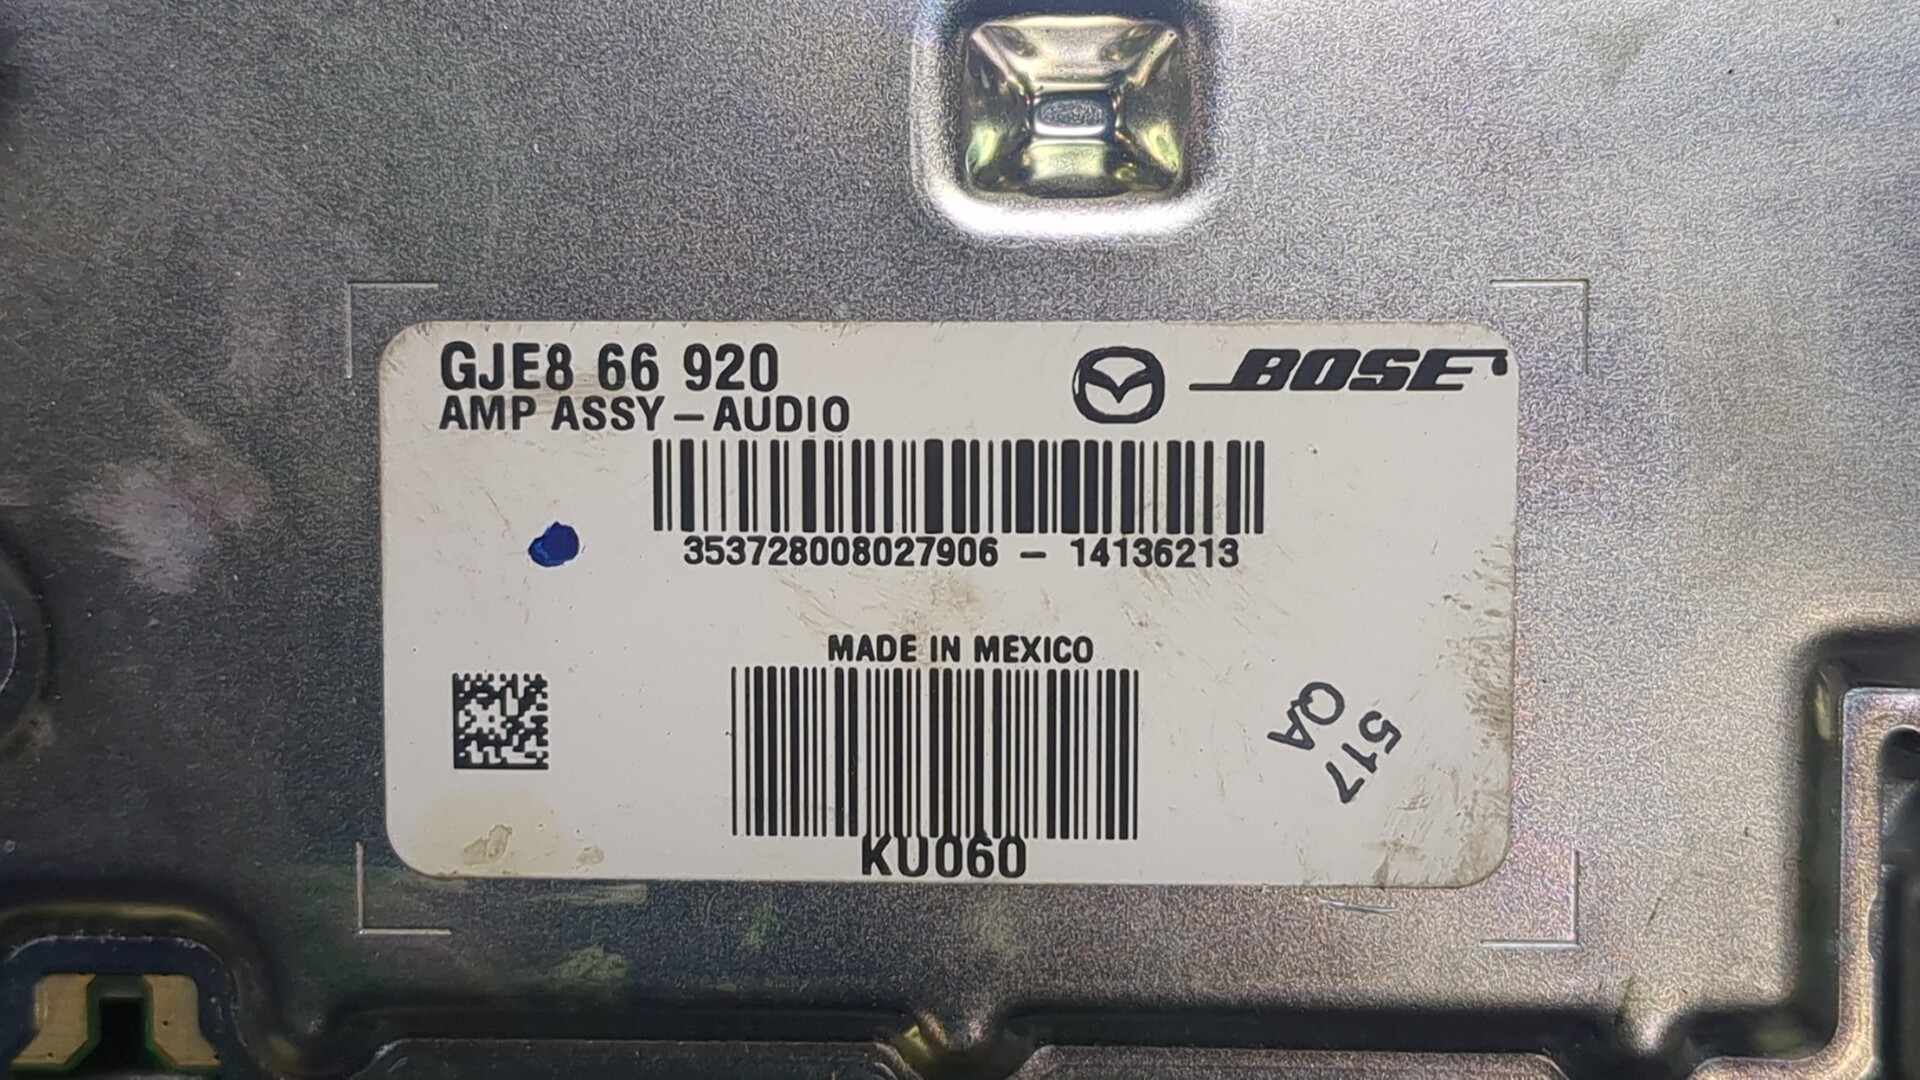 GJE8 66 920
AMP ASSY – AUDIO
BOSE
353728008027906 – 14136213
MADE IN MEXICO
517
QA
KU060